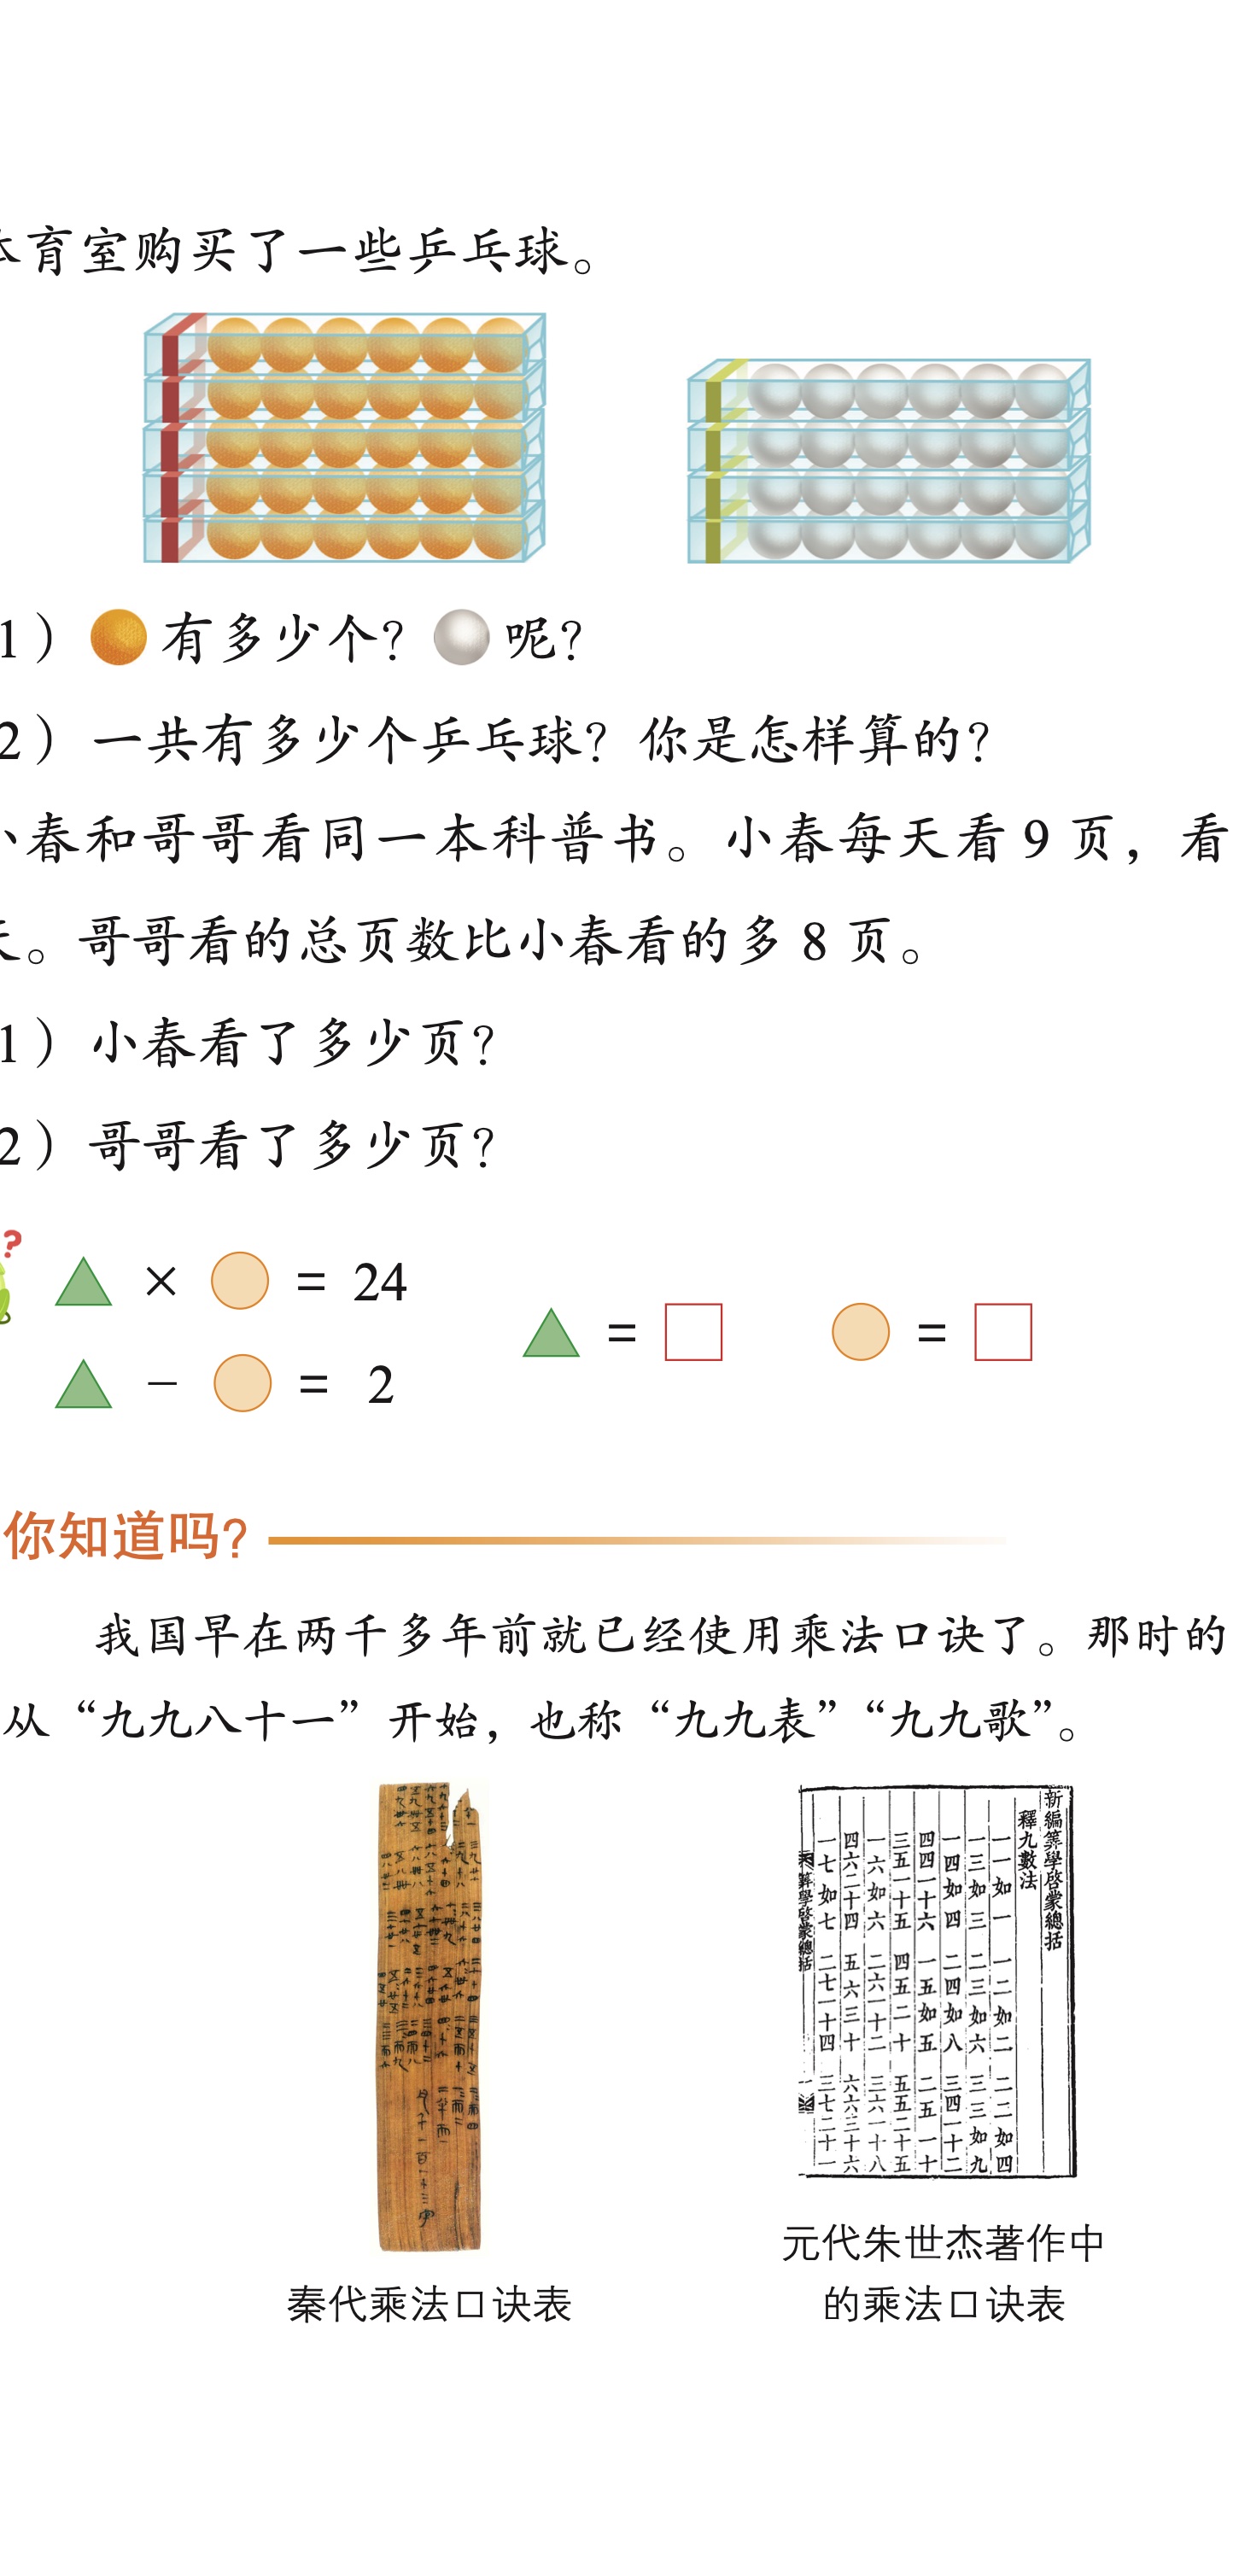 育室购买了一些乒乓球。
1）有多少个？呢？
2）一共有多少个乒乓球？你是怎样算的？
春和哥哥看同一本科普书。小春每天看 9 页，看
。哥哥看的总页数比小春看的多 8 页。
1）小春看了多少页？
2）哥哥看了多少页？
?
× = 24
= =
− = 2
你知道吗？
我国早在两千多年前就已经使用乘法口诀了。那时的
从“九九八十一”开始，也称“九九表”“九九歌”。
新編算學啓蒙總括
釋九數法
一一如一 一二如二 二二如四
一三如三 二三如六 三三如九
一四如四 二四如八 三四一十二
四四一十六 一五如五 二五一十
三五一十五 四五二十 五五二十五
一六如六 二六一十二 三六一十八
四六二十四 五六三十 六六三十六
一七如七 二七一十四 三七二十一
算學啓蒙總括
元代朱世杰著作中
的乘法口诀表
秦代乘法口诀表